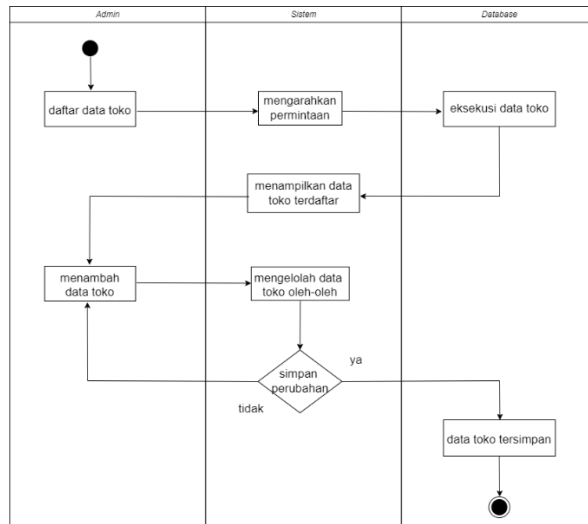 Admin
Sistem
Database
daftar data toko
mengarahkan
permintaan
eksekusi data toko
menampilkan data
toko terdaftar
menambah
data toko
mengelolah data
toko oleh-oleh
simpan
perubahan
ya
tidak
data toko tersimpan